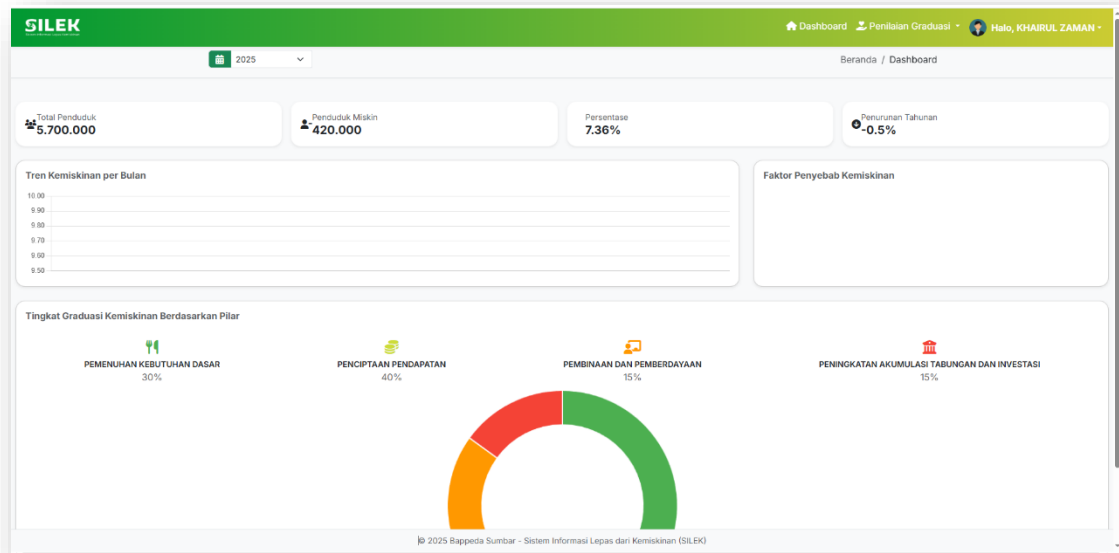 SILEK
Dashboard Penilaian Graduasi Halo, KHAIRUL ZAMAN
2025
Beranda / Dashboard
Total Penduduk
5.700.000
Penduduk Miskin
420.000
Persentase
7.36%
Penurunan Tahunan
-0.5%
Tren Kemiskinan per Bulan
10.00
9.90
9.80
9.70
9.60
9.50
Faktor Penyebab Kemiskinan
Tingkat Graduasi Kemiskinan Berdasarkan Pilar
PEMENUHAN KEBUTUHAN DASAR
30%
PENCIPTAAN PENDAPATAN
40%
PEMBINAAN DAN PEMBERDAYAAN
15%
PENINGKATAN AKUMULASI TABUNGAN DAN INVESTASI
15%
© 2025 Bappeda Sumbar - Sistem Informasi Lepas dari Kemiskinan (SILEK)